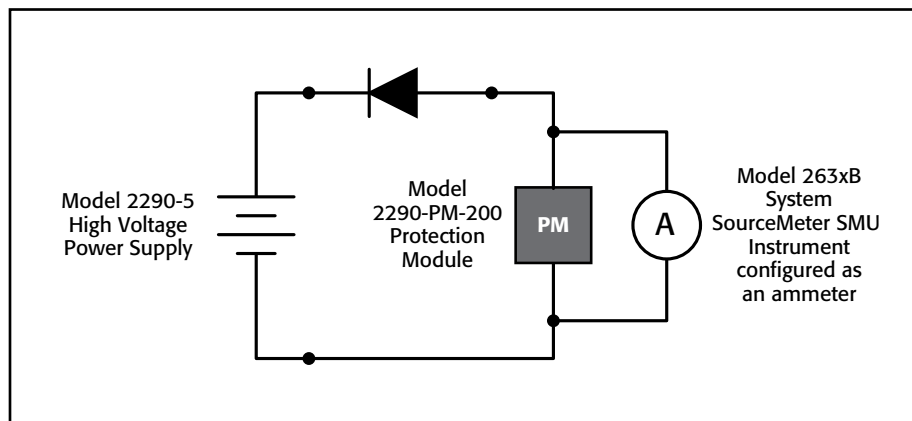 Model 2290-5
High Voltage
Power Supply
Model
2290-PM-200
Protection
Module
PM
A
Model 263xB
System
SourceMeter SMU
Instrument
configured as
an ammeter